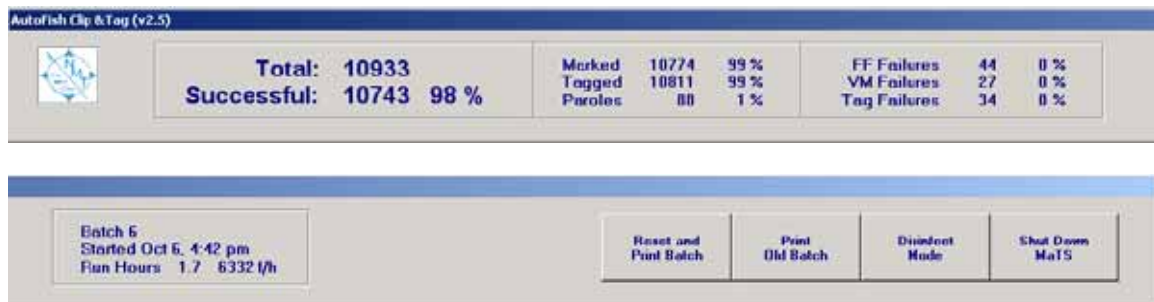 AutoFish Clip & Tag (v2.5)
Total: 10933
Successful: 10743 98 %
Marked 10774 99 %
Tagged 10811 99 %
Paroles 88 1 %
FF Failures 44 0 %
VM Failures 27 0 %
Tag Failures 34 0 %
Batch 6
Started Oct 6, 4:42 pm
Run Hours 1.7 6332 f/h
Reset and
Print Batch
Print
Old Batch
Disinfect
Mode
Shut Down
MaTS